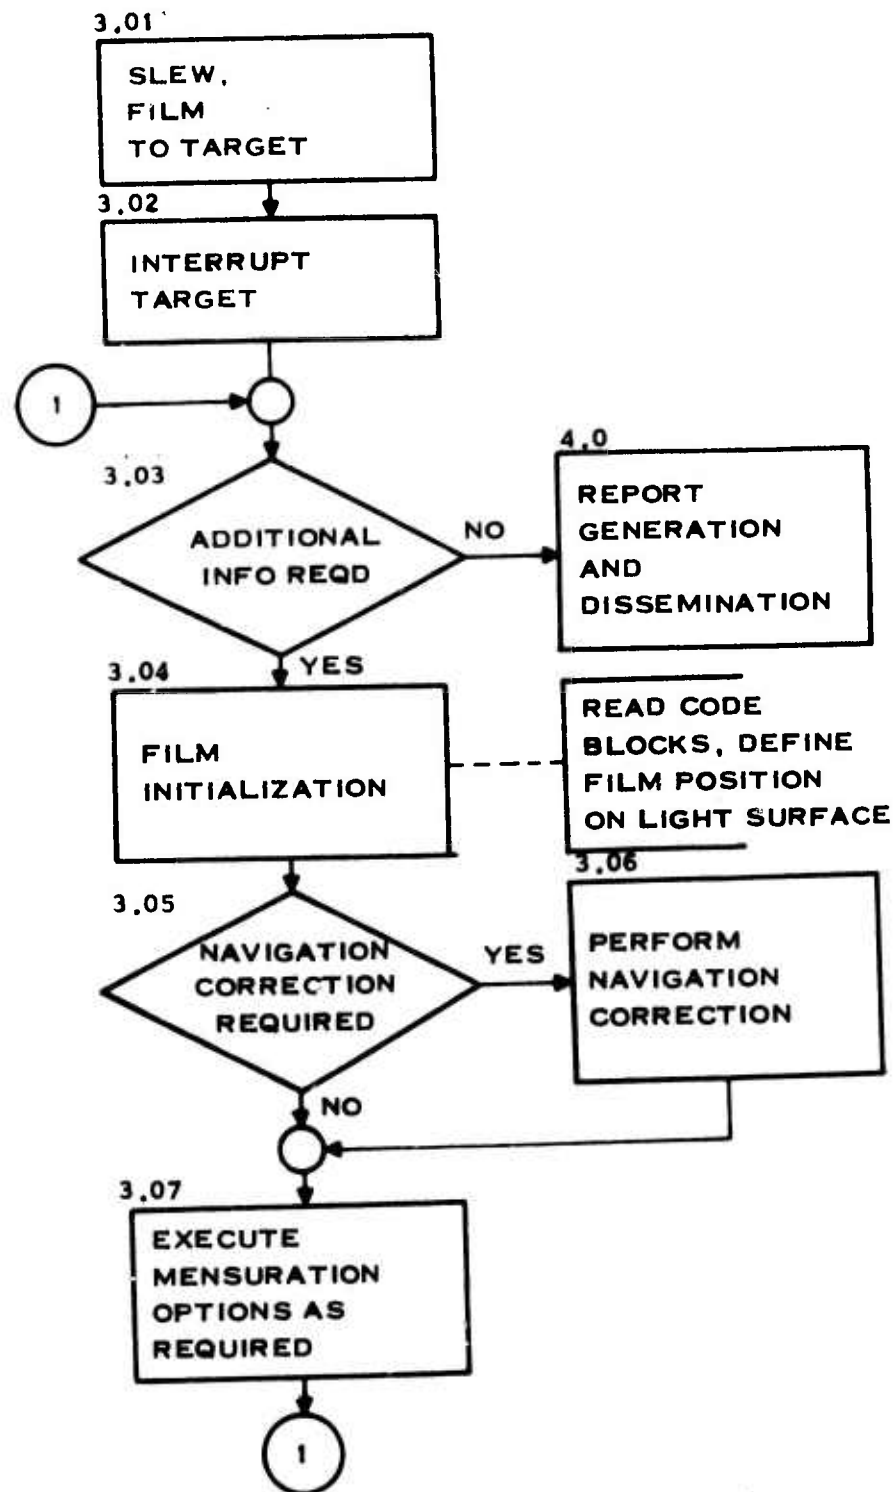 3.01
SLEW,
FILM
TO TARGET
3.02
INTERRUPT
TARGET
1
3.03
ADDITIONAL
INFO REQD
NO
4.0
REPORT
GENERATION
AND
DISSEMINATION
YES
3.04
FILM
INITIALIZATION
READ CODE
BLOCKS, DEFINE
FILM POSITION
ON LIGHT SURFACE
3.05
NAVIGATION
CORRECTION
REQUIRED
YES
3.06
PERFORM
NAVIGATION
CORRECTION
NO
3.07
EXECUTE
MENSURATION
OPTIONS AS
REQUIRED
1